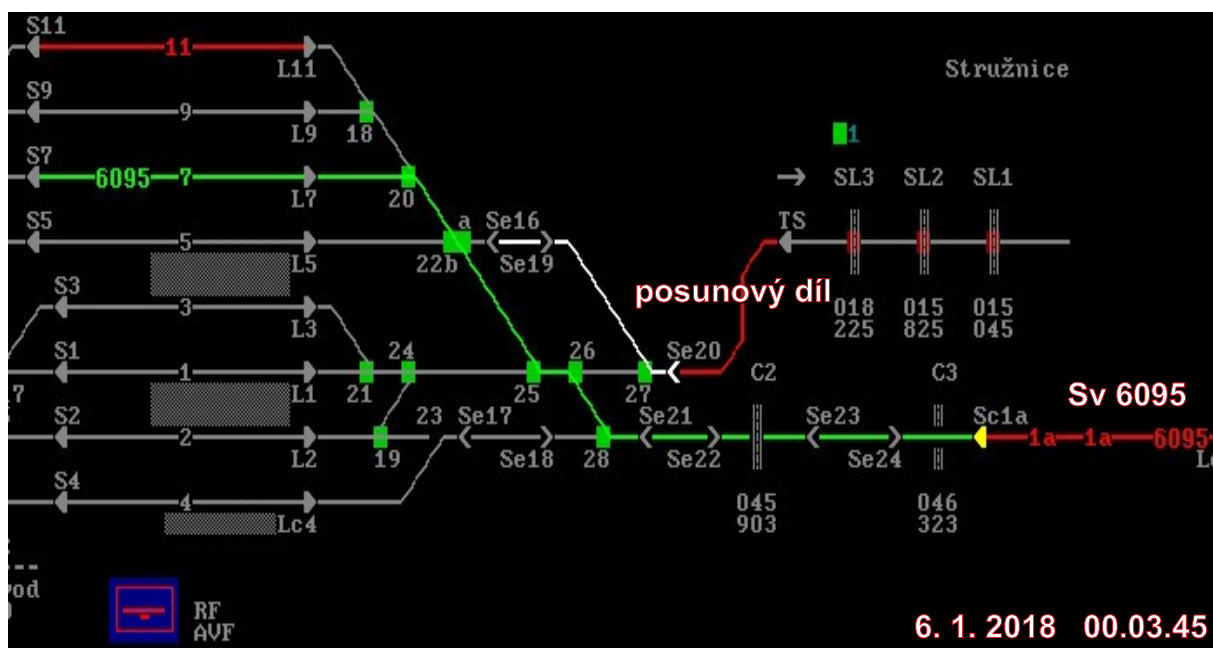 S11
11
L11
Stružnice
S9
9
L9
18
1
S7
6095
7
L7
20
SL3
SL2
SL1
S5
5
L5
a
22b
Se16
Se19
TS
posunový díl
018
225
015
825
015
045
S3
3
L3
S1
1
L1
21
24
25
26
27
Se20
C2
C3
7
S2
2
L2
19
23
Se17
Se18
28
Se21
Se22
Se23
Se24
Sc1a
Sv 6095
1a
1a
6095
S4
4
Lc4
045
903
046
323
vod
RF
AVF
6. 1. 2018 00.03.45